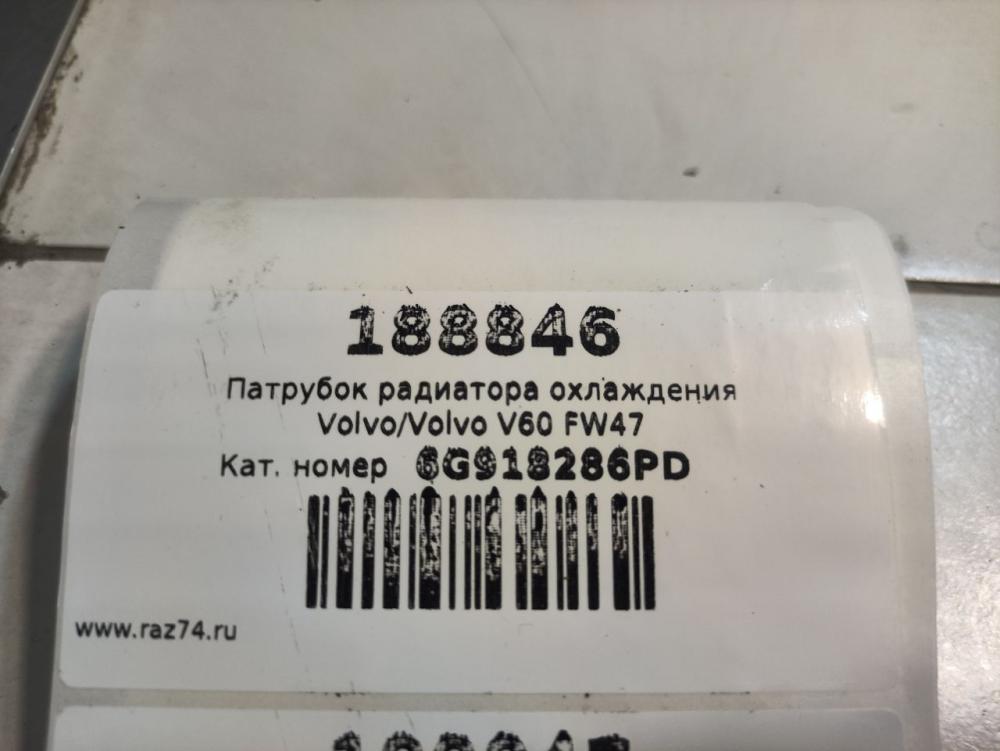 188846
Патрубок радиатора охлаждения
Volvo/Volvo V60 FW47
Кат. номер 6G918286PD
www.raz74.ru